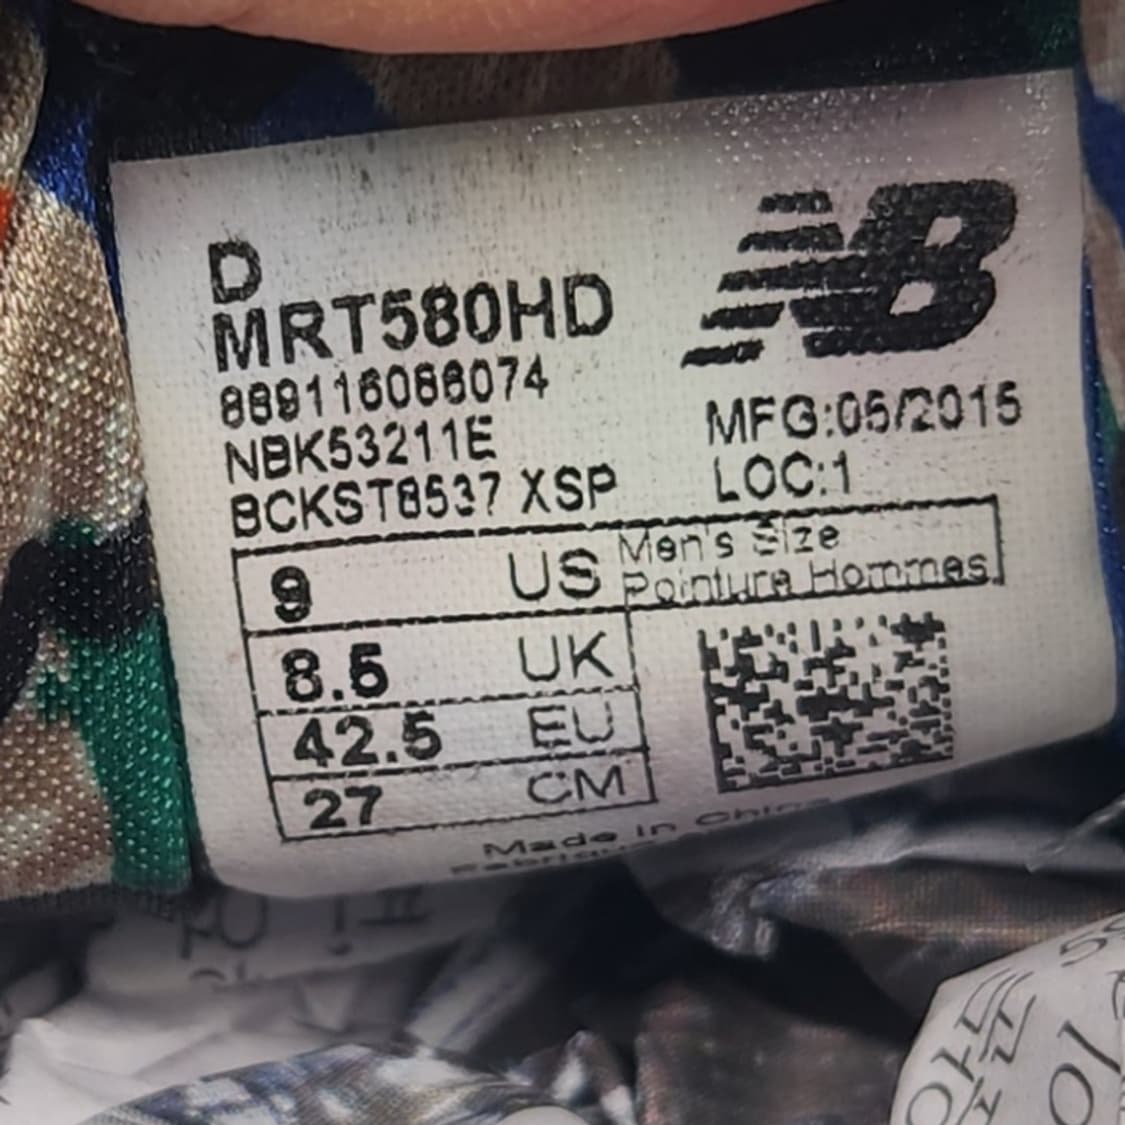 D
MRT580HD
889116086074
NBK53211E
BCKST8537 XSP
NB
MFG:05/2015
LOC:1
9 US Men's Size
Pointure Hommes
8.5 UK
42.5 EU
27 CM
Made in China